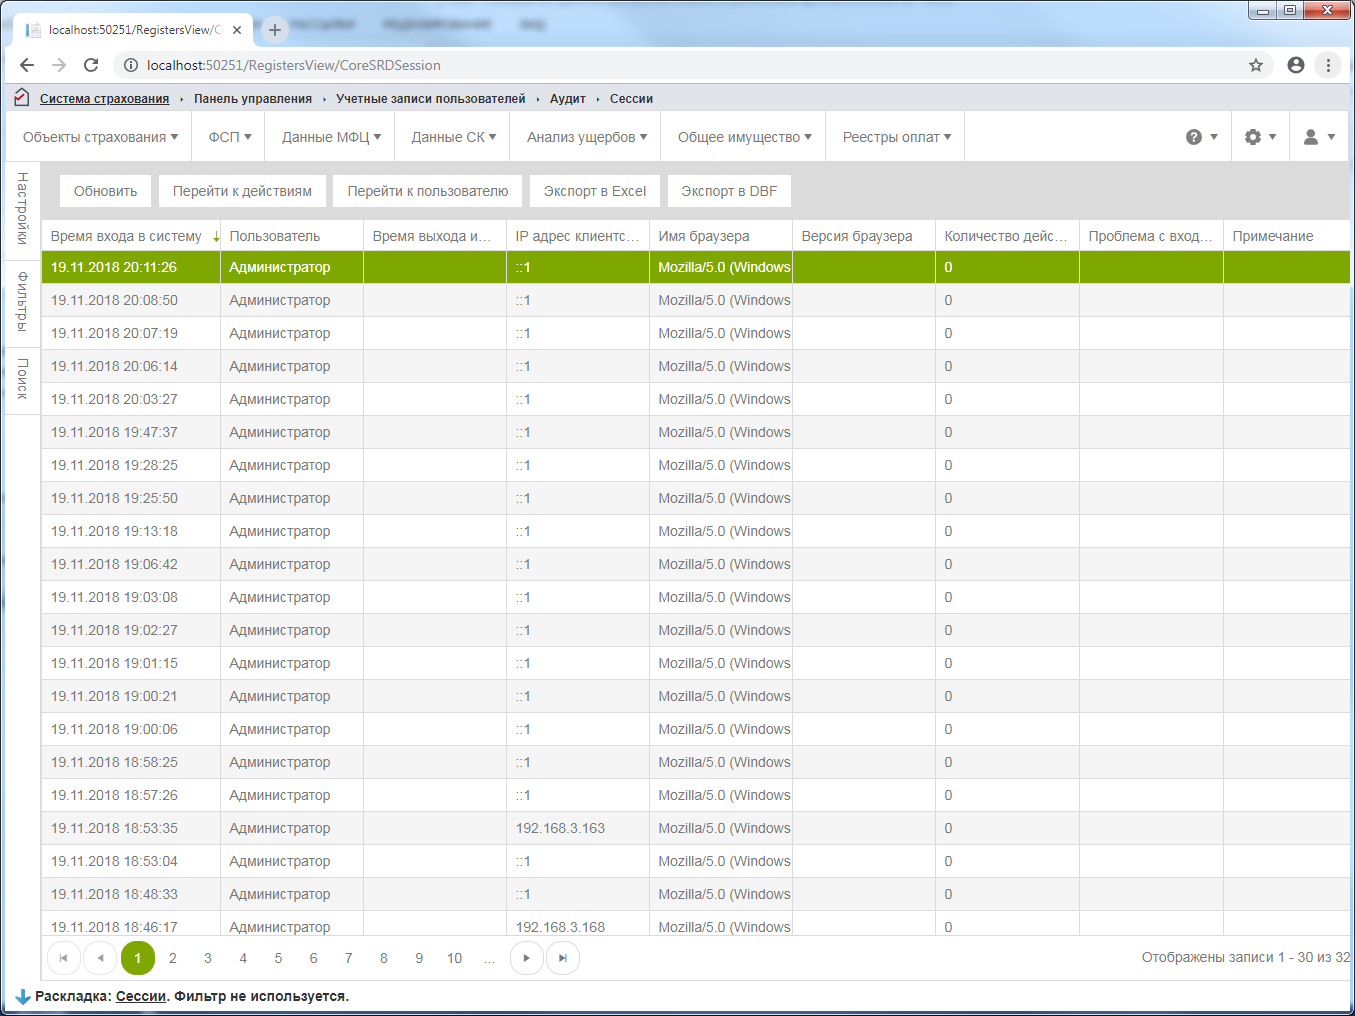 РАССЫЛКИ РЕЦЕНЗИРОВАНИЕ ВИД
localhost:50251/RegistersView/C
localhost:50251/RegistersView/CoreSRDSession
Система страхования › Панель управления › Учетные записи пользователей › Аудит › Сессии
Объекты страхования ФСП Данные МФЦ Данные СК Анализ ущербов Общее имущество Реестры оплат
Настройки
Фильтры
Поиск
Обновить Перейти к действиям Перейти к пользователю Экспорт в Excel Экспорт в DBF
Время входа в систему Пользователь Время выхода и... IP адрес клиентс... Имя браузера Версия браузера Количество дейс... Проблема с вход... Примечание
19.11.2018 20:11:26 Администратор ::1 Mozilla/5.0 (Windows 0
19.11.2018 20:08:50 Администратор ::1 Mozilla/5.0 (Windows 0
19.11.2018 20:07:19 Администратор ::1 Mozilla/5.0 (Windows 0
19.11.2018 20:06:14 Администратор ::1 Mozilla/5.0 (Windows 0
19.11.2018 20:03:27 Администратор ::1 Mozilla/5.0 (Windows 0
19.11.2018 19:47:37 Администратор ::1 Mozilla/5.0 (Windows 0
19.11.2018 19:28:25 Администратор ::1 Mozilla/5.0 (Windows 0
19.11.2018 19:25:50 Администратор ::1 Mozilla/5.0 (Windows 0
19.11.2018 19:13:18 Администратор ::1 Mozilla/5.0 (Windows 0
19.11.2018 19:06:42 Администратор ::1 Mozilla/5.0 (Windows 0
19.11.2018 19:03:08 Администратор ::1 Mozilla/5.0 (Windows 0
19.11.2018 19:02:27 Администратор ::1 Mozilla/5.0 (Windows 0
19.11.2018 19:01:15 Администратор ::1 Mozilla/5.0 (Windows 0
19.11.2018 19:00:21 Администратор ::1 Mozilla/5.0 (Windows 0
19.11.2018 19:00:06 Администратор ::1 Mozilla/5.0 (Windows 0
19.11.2018 18:58:25 Администратор ::1 Mozilla/5.0 (Windows 0
19.11.2018 18:57:26 Администратор ::1 Mozilla/5.0 (Windows 0
19.11.2018 18:53:35 Администратор 192.168.3.163 Mozilla/5.0 (Windows 0
19.11.2018 18:53:04 Администратор ::1 Mozilla/5.0 (Windows 0
19.11.2018 18:48:33 Администратор ::1 Mozilla/5.0 (Windows 0
19.11.2018 18:46:17 Администратор 192.168.3.168 Mozilla/5.0 (Windows 0
1 2 3 4 5 6 7 8 9 10 ... Отображены записи 1 - 30 из 32
Раскладка: Сессии. Фильтр не используется.